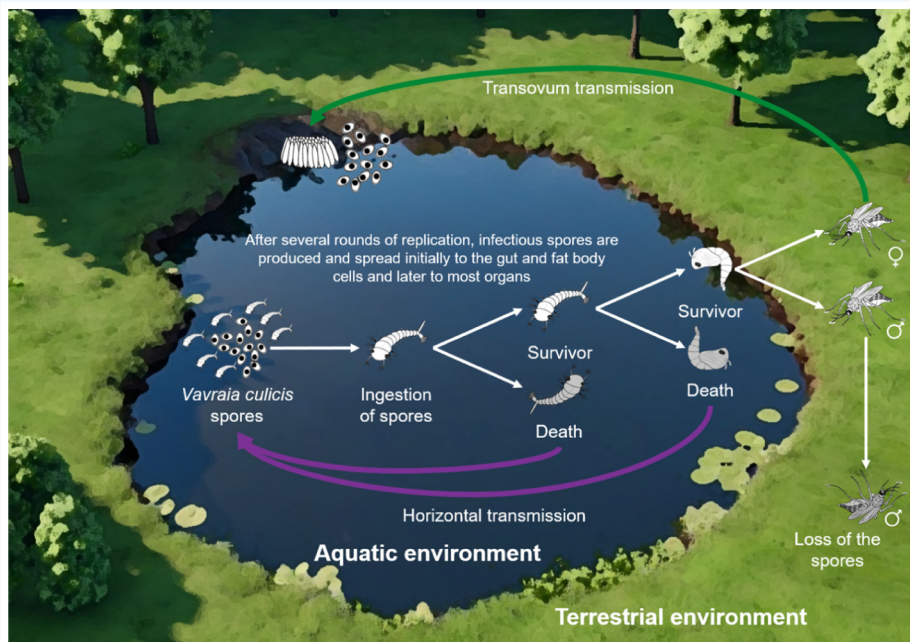 Transovum transmission
After several rounds of replication, infectious spores are
produced and spread initially to the gut and fat body
cells and later to most organs
♀
♂
Survivor
Survivor
Vavraia culicis
spores
Ingestion
of spores
Death
Death
Horizontal transmission
♂
Loss of the
spores
Aquatic environment
Terrestrial environment